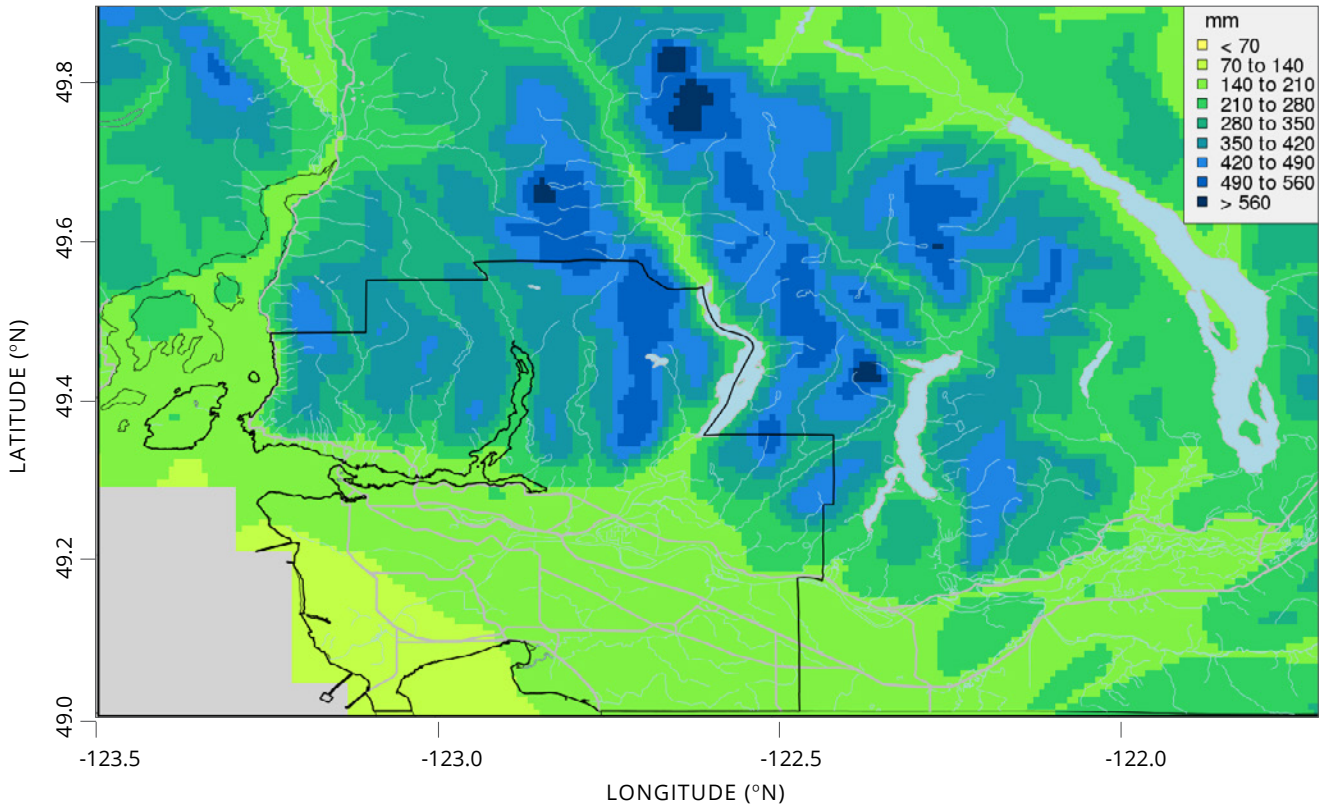 mm
< 70
70 to 140
140 to 210
210 to 280
280 to 350
350 to 420
420 to 490
490 to 560
> 560
LATITUDE (°N)
49.8
49.6
49.4
49.2
49.0
-123.5
-123.0
-122.5
-122.0
LONGITUDE (°N)